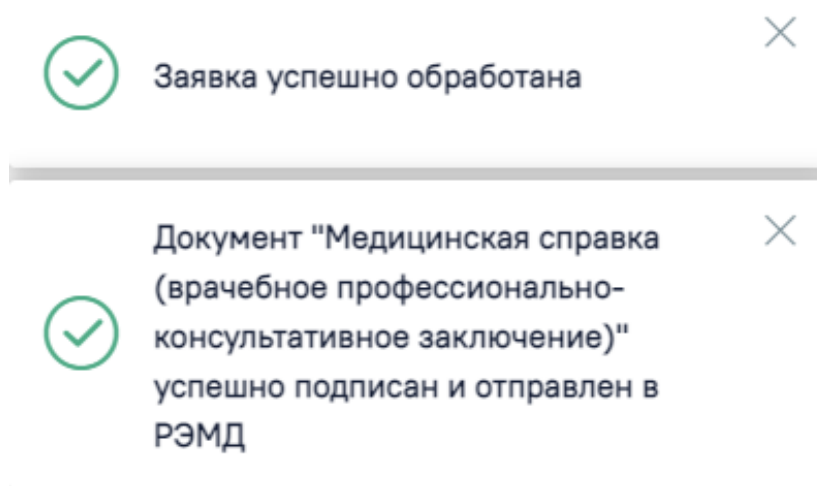 Заявка успешно обработана
Документ "Медицинская справка
(врачебное профессионально-
консультативное заключение)"
успешно подписан и отправлен в
РЭМД